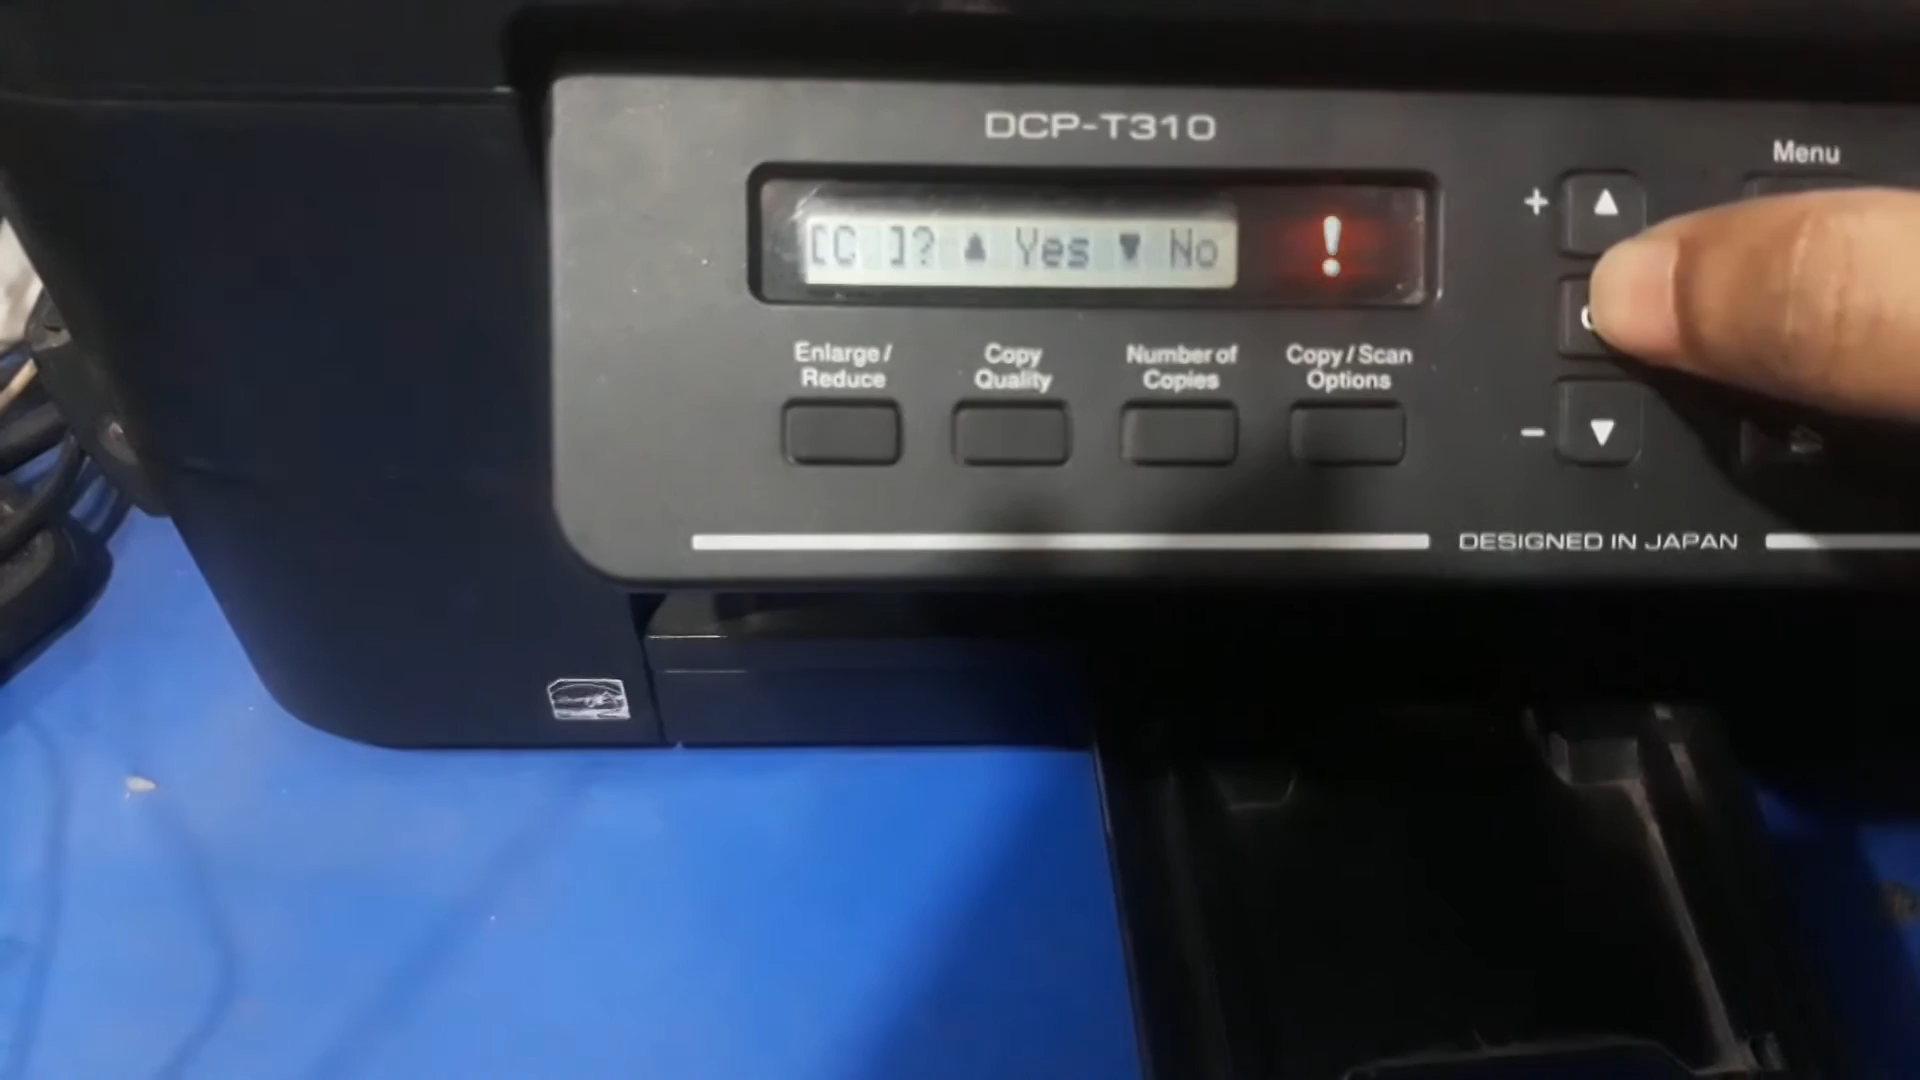 DCP-T310
Menu
[C ]? ▲ Yes ▼ No
!
+
Enlarge /
Reduce
Copy
Quality
Number of
Copies
Copy / Scan
Options
−
DESIGNED IN JAPAN